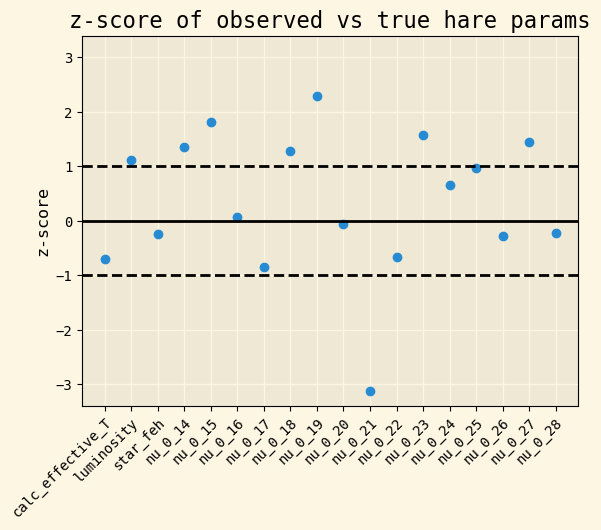 z-score of observed vs true hare params
z-score
3
2
1
0
−1
−2
−3
calc_effective_T
luminosity
star_feh
nu_0_14
nu_0_15
nu_0_16
nu_0_17
nu_0_18
nu_0_19
nu_0_20
nu_0_21
nu_0_22
nu_0_23
nu_0_24
nu_0_25
nu_0_26
nu_0_27
nu_0_28